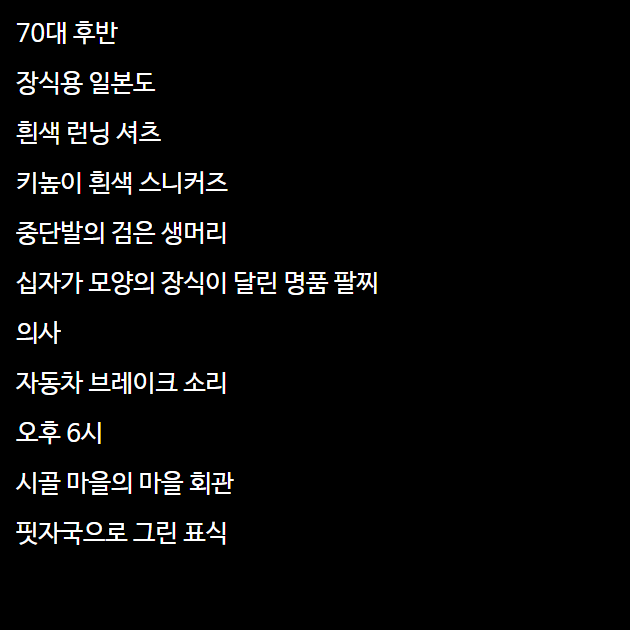 70대 후반
장식용 일본도
흰색 런닝 셔츠
키높이 흰색 스니커즈
중단발의 검은 생머리
십자가 모양의 장식이 달린 명품 팔찌
의사
자동차 브레이크 소리
오후 6시
시골 마을의 마을 회관
핏자국으로 그린 표식